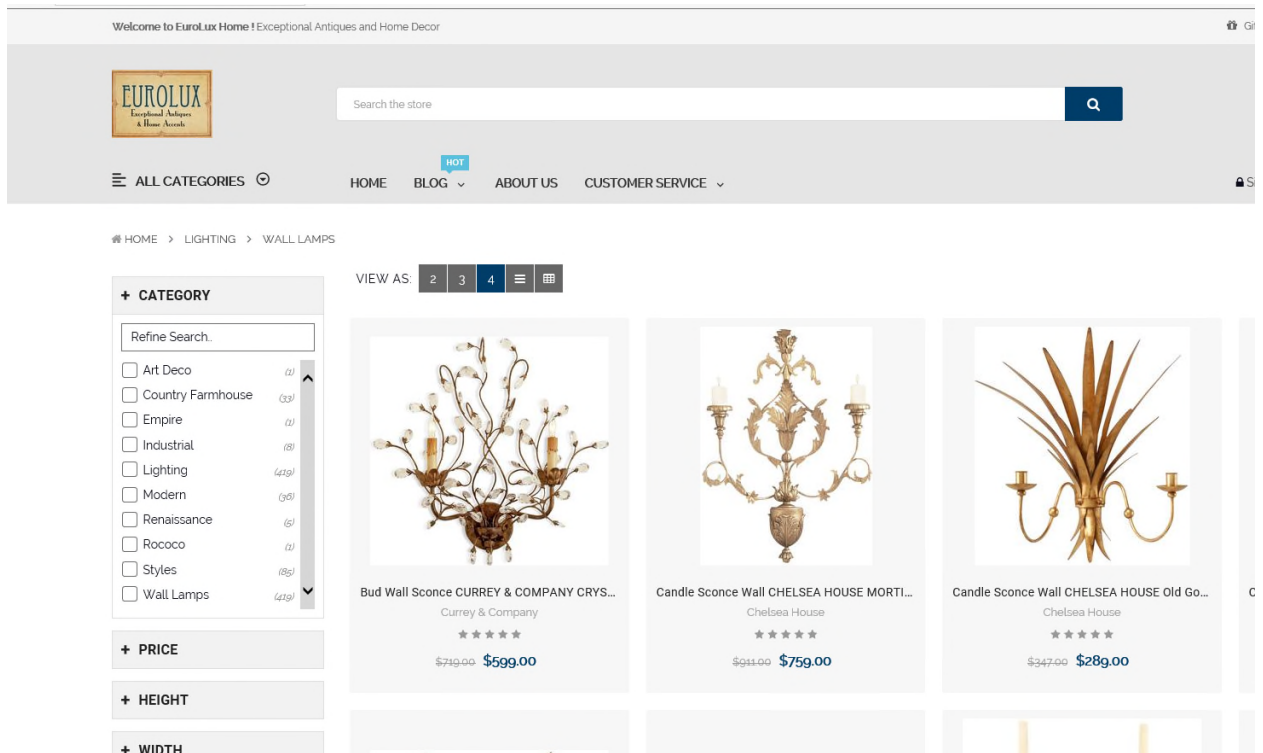 Welcome to EuroLux Home ! Exceptional Antiques and Home Decor
EUROLUX
Exceptional Antiques
& Home Accents
Search the store
HOT
ALL CATEGORIES
HOME BLOG ABOUT US CUSTOMER SERVICE
HOME > LIGHTING > WALL LAMPS
VIEW AS: 2 3 4
+ CATEGORY
Refine Search..
Art Deco (1)
Country Farmhouse (33)
Empire (1)
Industrial (8)
Lighting (419)
Modern (36)
Renaissance (5)
Rococo (1)
Styles (85)
Wall Lamps (419)
+ PRICE
+ HEIGHT
+ WIDTH
Bud Wall Sconce CURREY & COMPANY CRYS...
Currey & Company
$719.00 $599.00
Candle Sconce Wall CHELSEA HOUSE MORTI...
Chelsea House
$911.00 $759.00
Candle Sconce Wall CHELSEA HOUSE Old Go...
Chelsea House
$347.00 $289.00